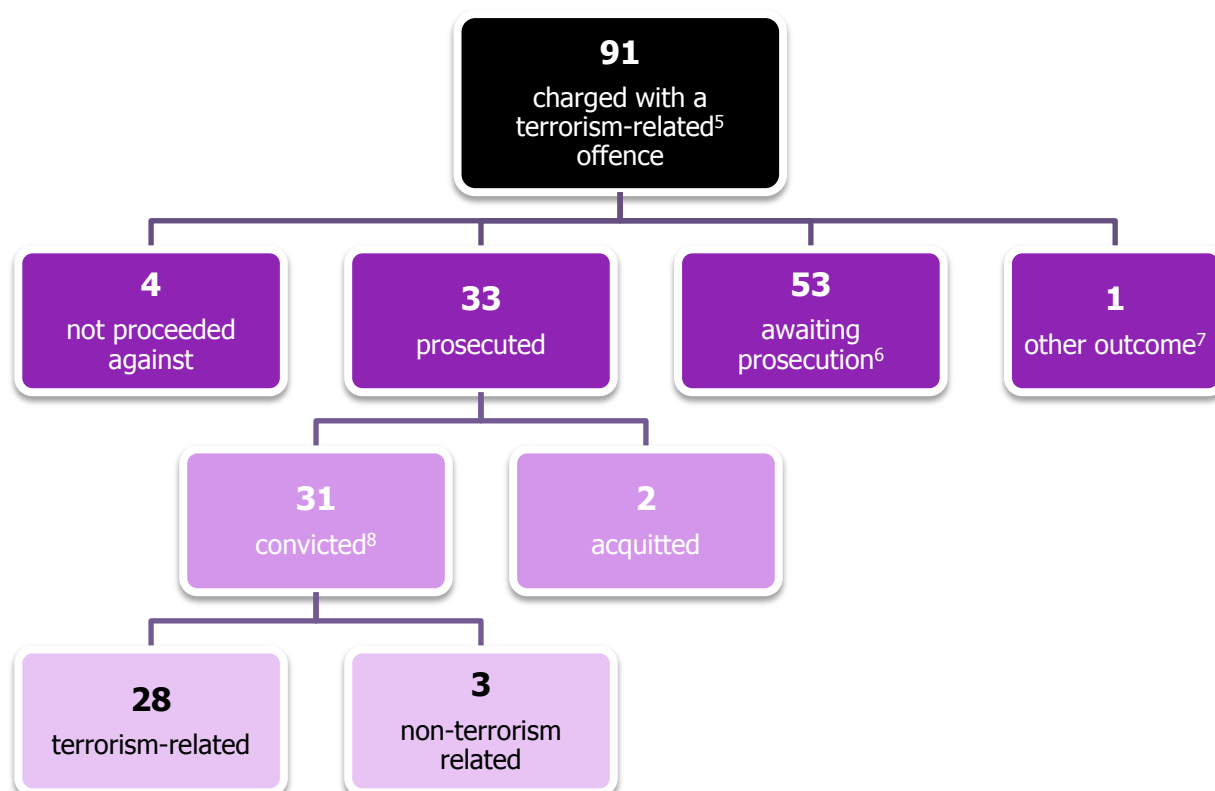 91
charged with a
terrorism-related⁵
offence
4
not proceeded
against
33
prosecuted
53
awaiting
prosecution⁶
1
other outcome⁷
31
convicted⁸
2
acquitted
28
terrorism-related
3
non-terrorism
related